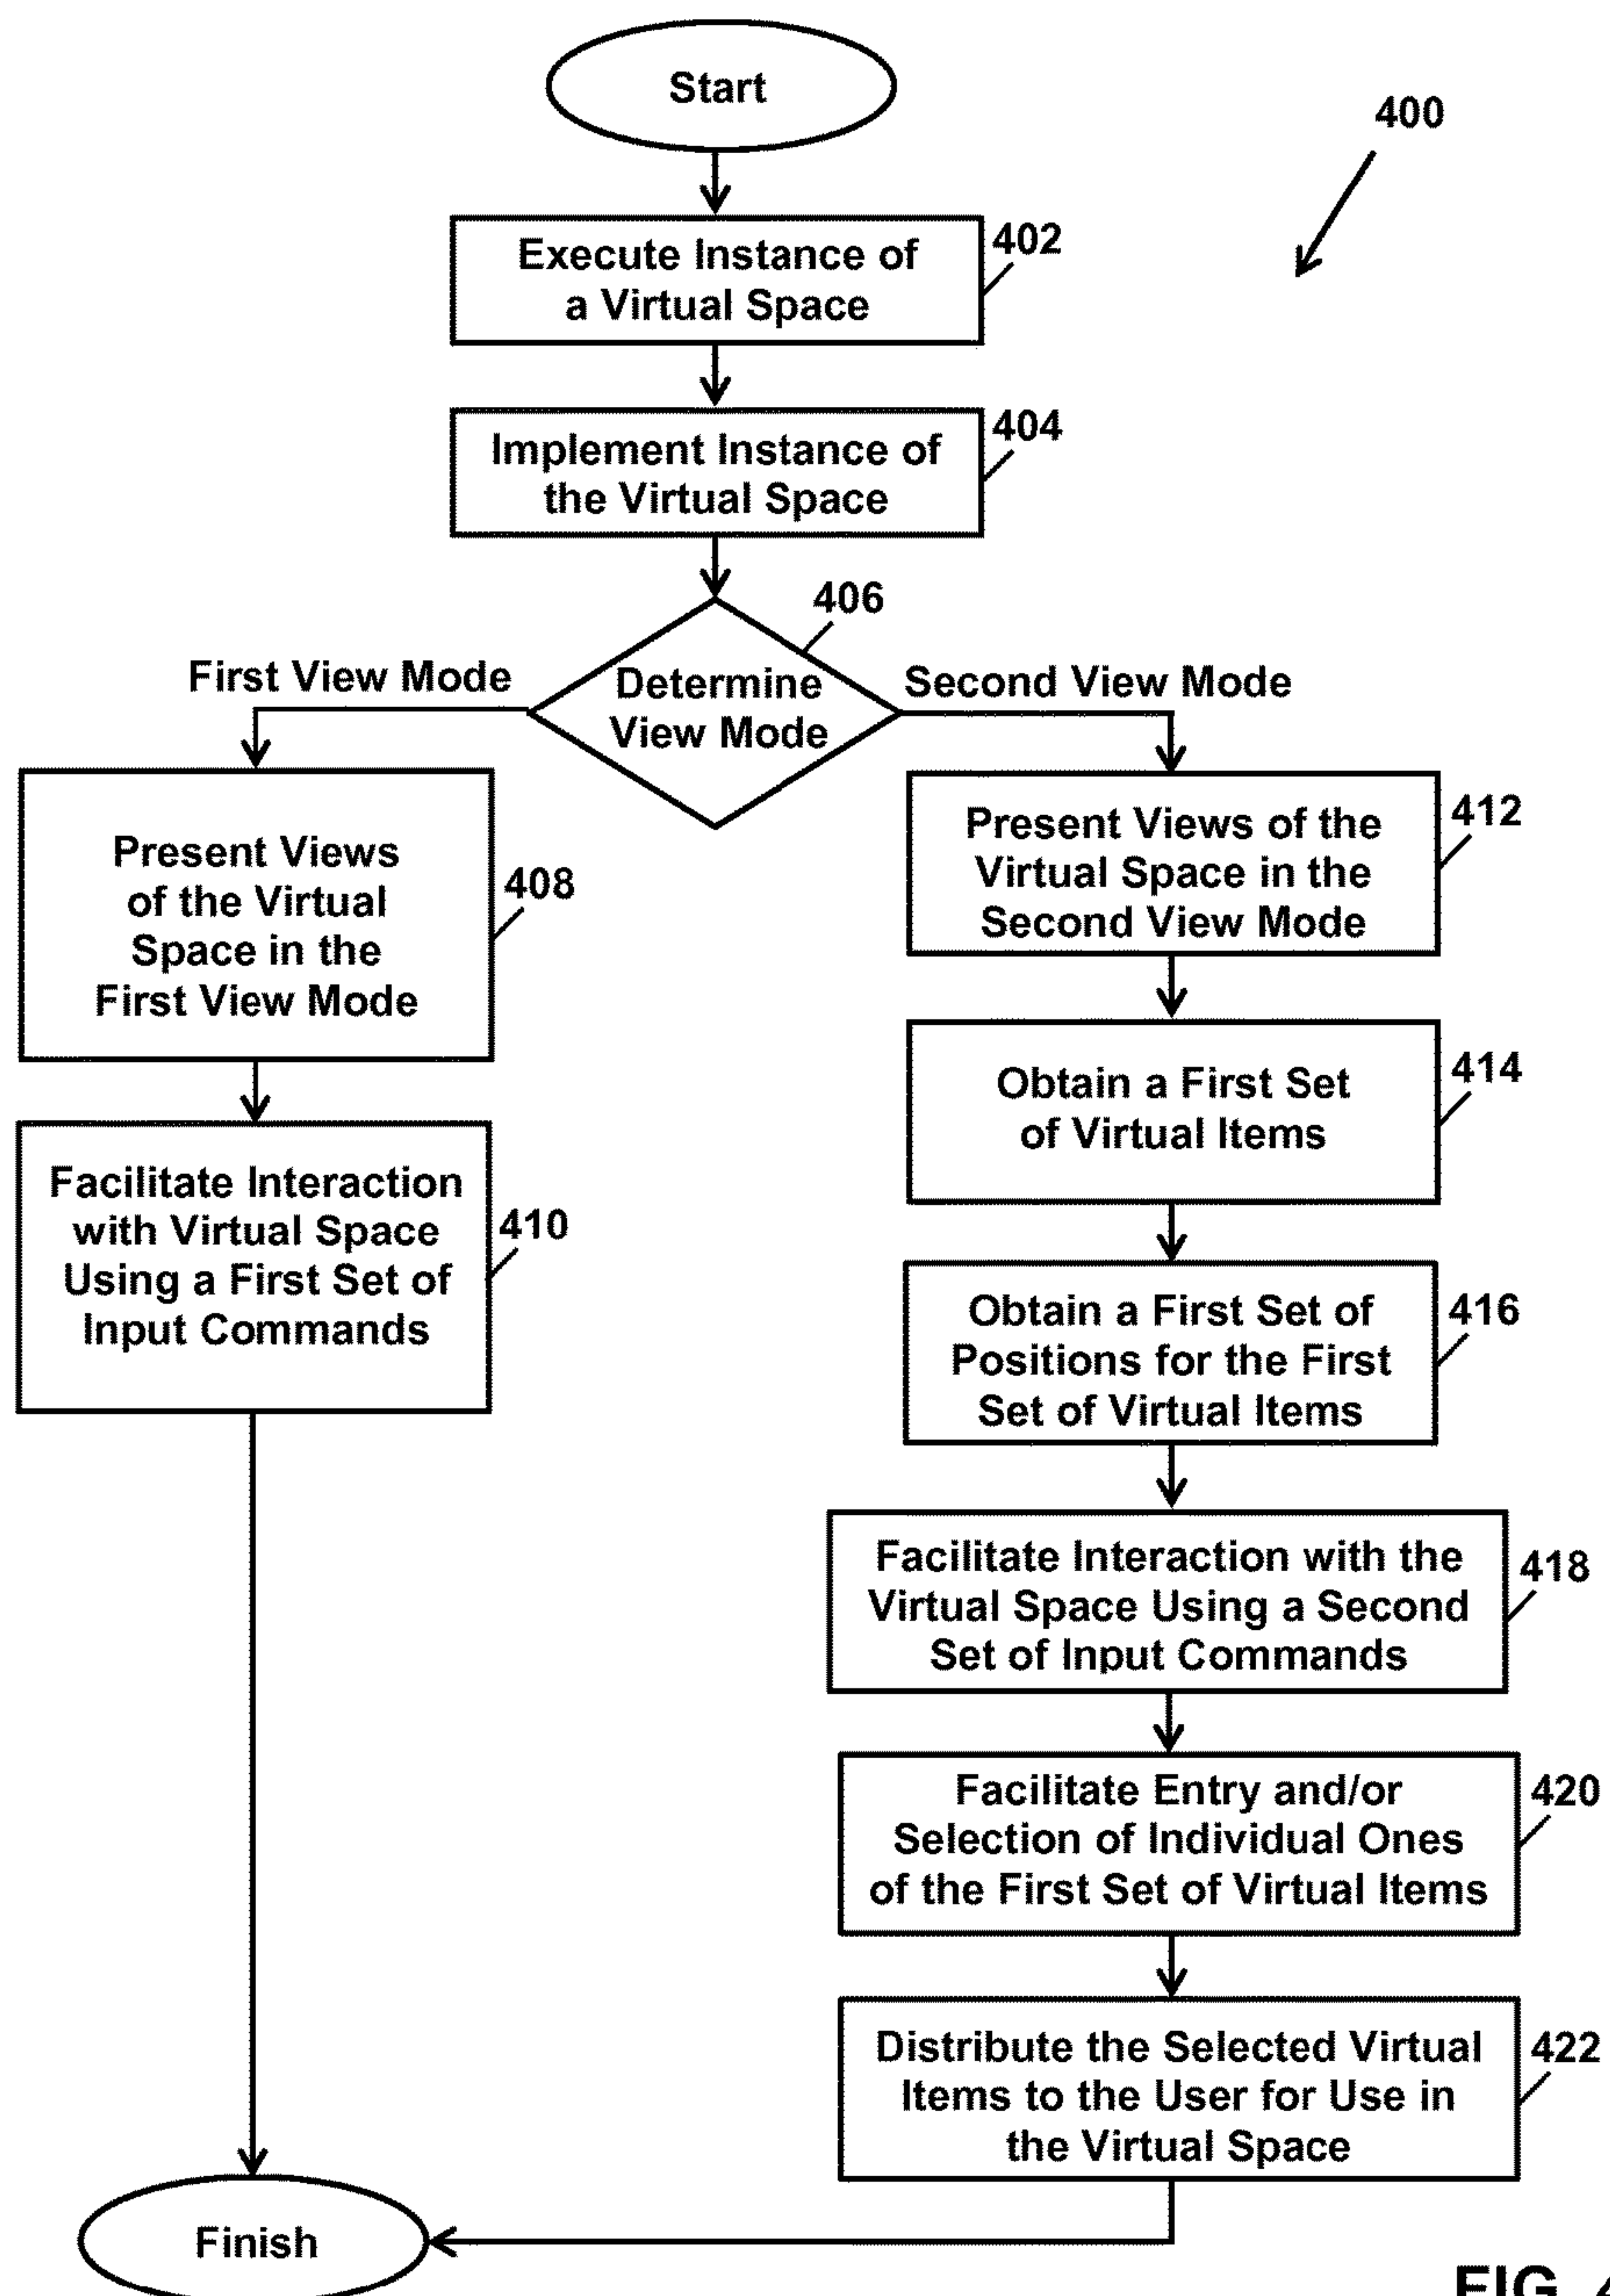 Start
400
Execute Instance of
a Virtual Space
402
Implement Instance of
the Virtual Space
404
406
Determine
View Mode
First View Mode
Second View Mode
Present Views
of the Virtual
Space in the
First View Mode
408
Facilitate Interaction
with Virtual Space
Using a First Set of
Input Commands
410
Present Views of the
Virtual Space in the
Second View Mode
412
Obtain a First Set
of Virtual Items
414
Obtain a First Set of
Positions for the First
Set of Virtual Items
416
Facilitate Interaction with the
Virtual Space Using a Second
Set of Input Commands
418
Facilitate Entry and/or
Selection of Individual Ones
of the First Set of Virtual Items
420
Distribute the Selected Virtual
Items to the User for Use in
the Virtual Space
422
Finish
FIG.